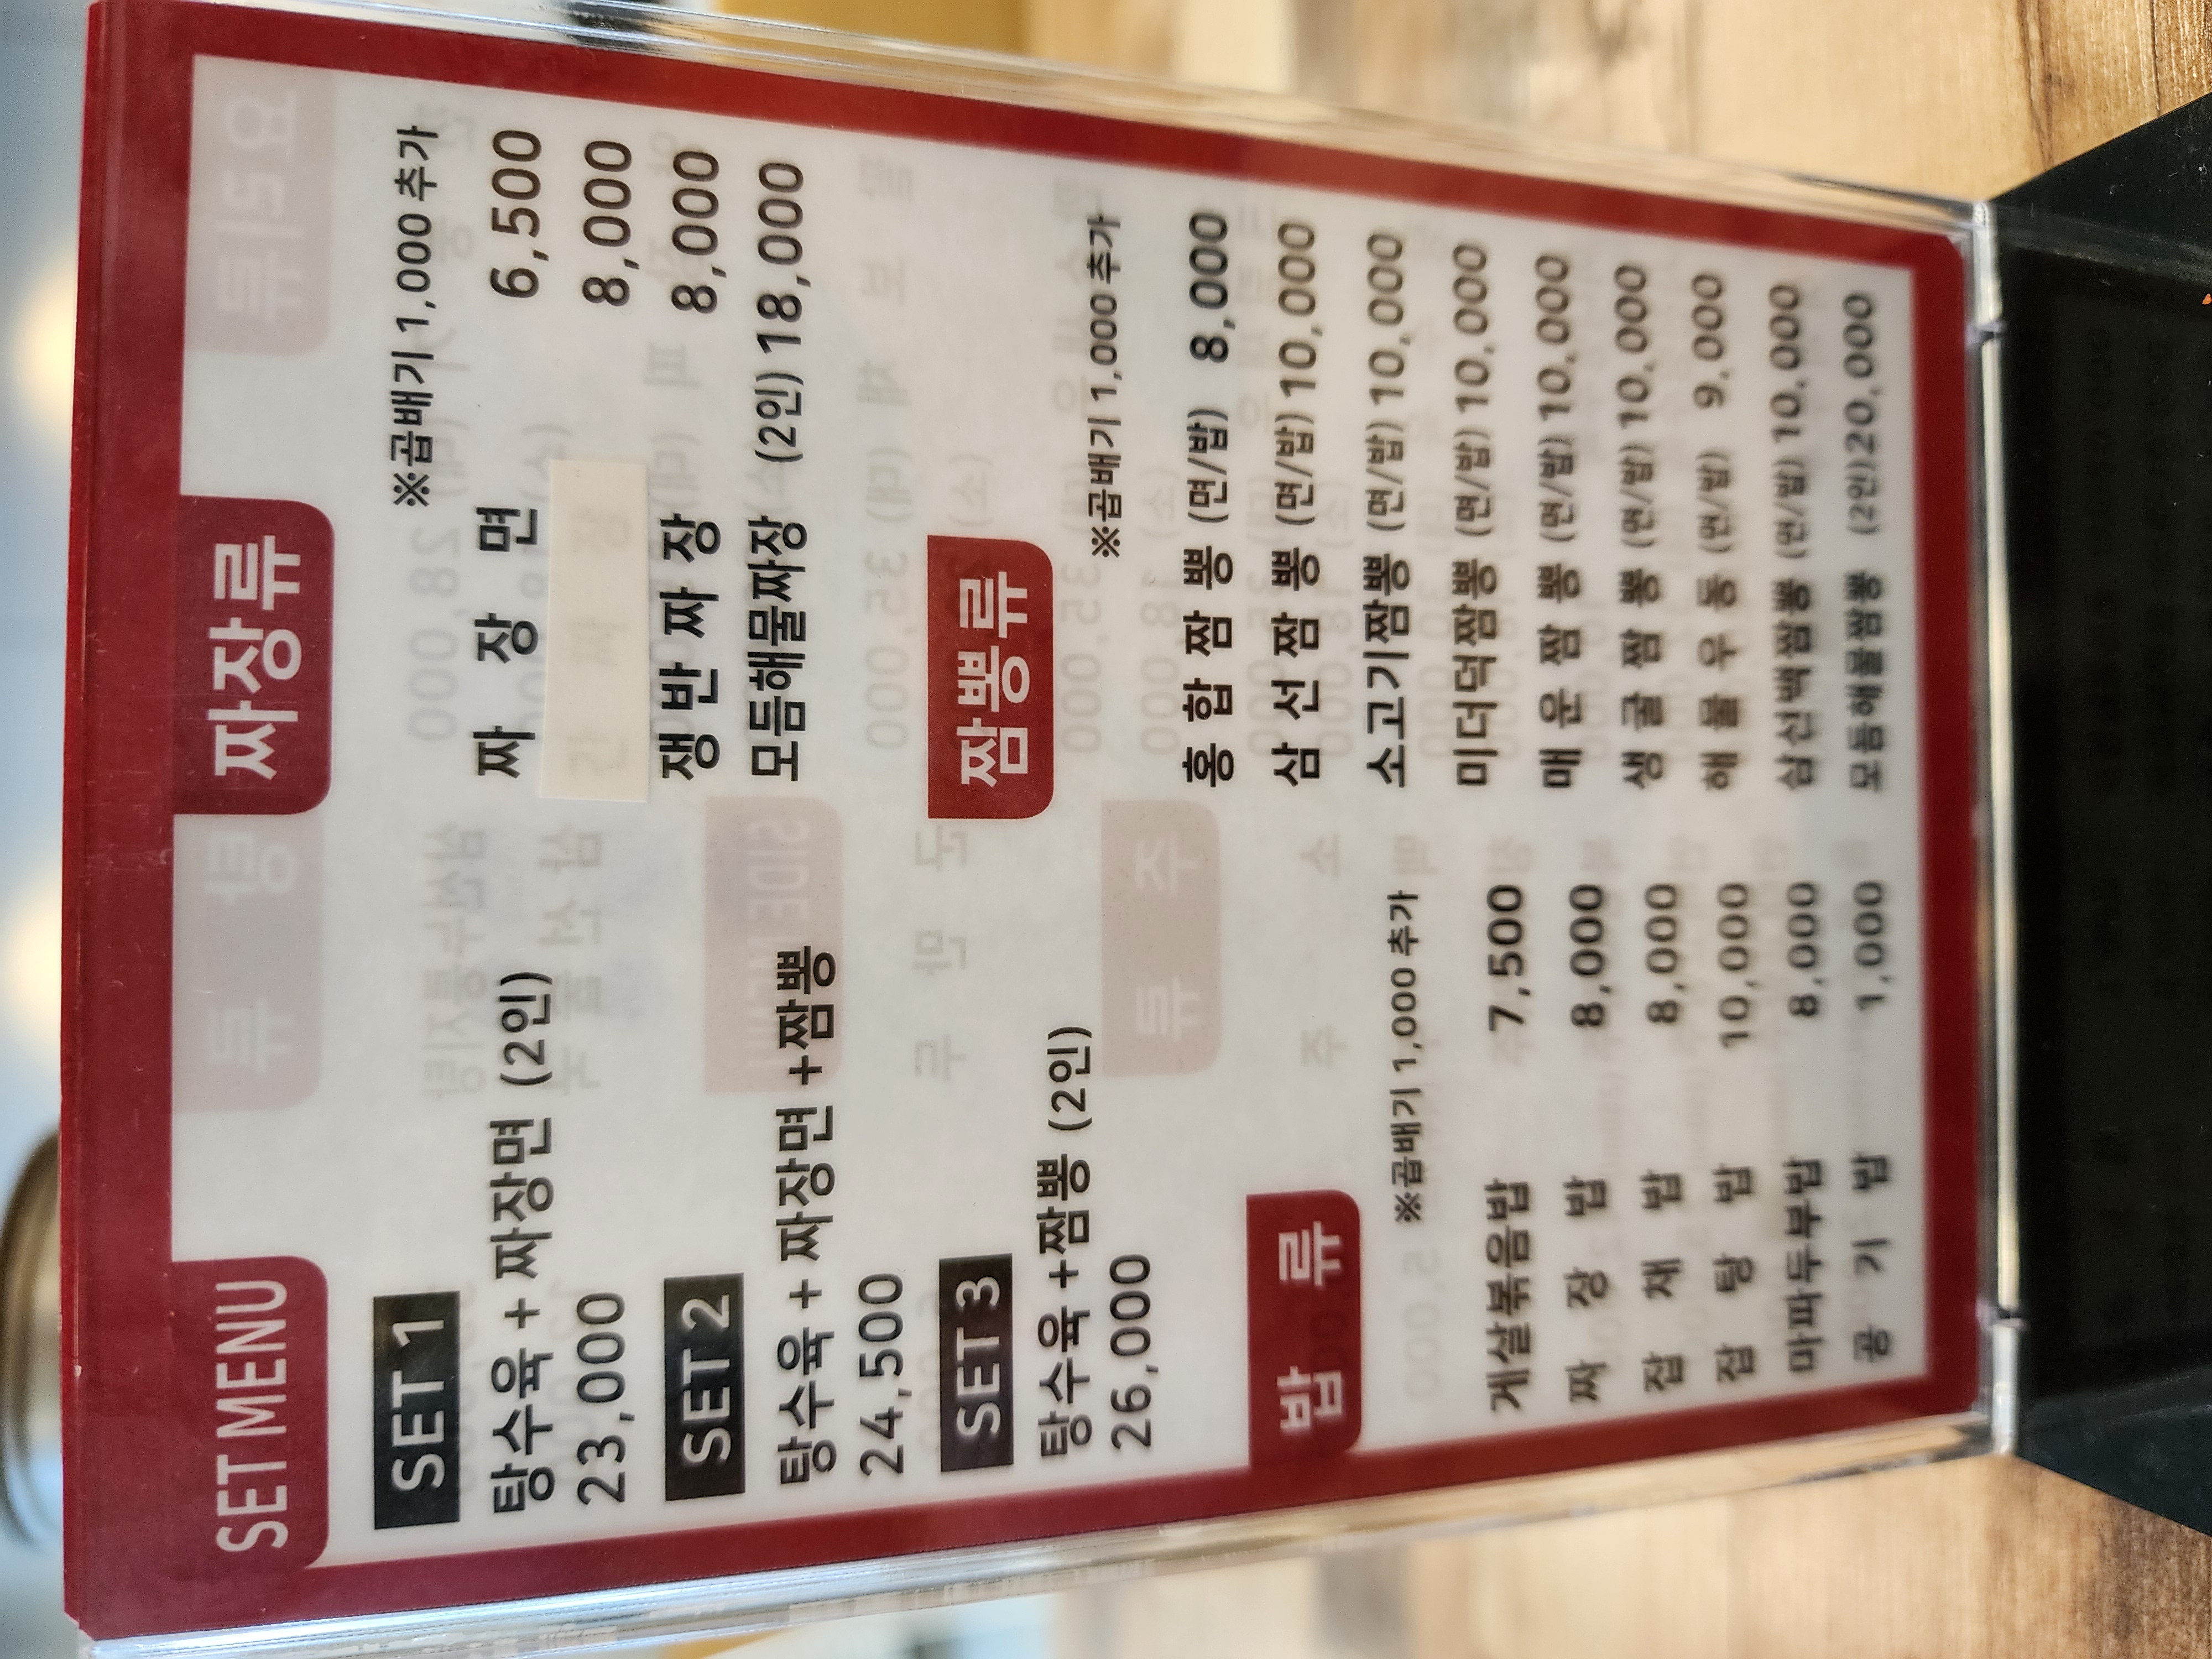 SET MENU
SET 1
탕수육 + 짜장면 (2인)
23,000
SET 2
탕수육 + 짜장면 +짬뽕
24,500
SET 3
탕수육 +짬뽕 (2인)
26,000
밥 류
※곱배기 1,000 추가
게살볶음밥 7,500
짜 장 밥 8,000
잡 채 밥 8,000
잡 탕 밥 10,000
마파두부밥 8,000
공 기 밥 1,000
짜장류
※곱배기 1,000 추가
짜 장 면 6,500
8,000
쟁 반 짜 장 8,000
모듬해물짜장 (2인) 18,000
짬뽕류
※곱배기 1,000 추가
홍 합 짬 뽕 (면/밥) 8,000
삼 선 짬 뽕 (면/밥) 10,000
소고기짬뽕 (면/밥) 10,000
미더덕짬뽕 (면/밥) 10,000
매 운 짬 뽕 (면/밥) 10,000
생 굴 짬 뽕 (면/밥) 10,000
해 물 우 동 (면/밥) 9,000
삼선백짬뽕 (면/밥) 10,000
모듬해물짬뽕 (2인) 20,000